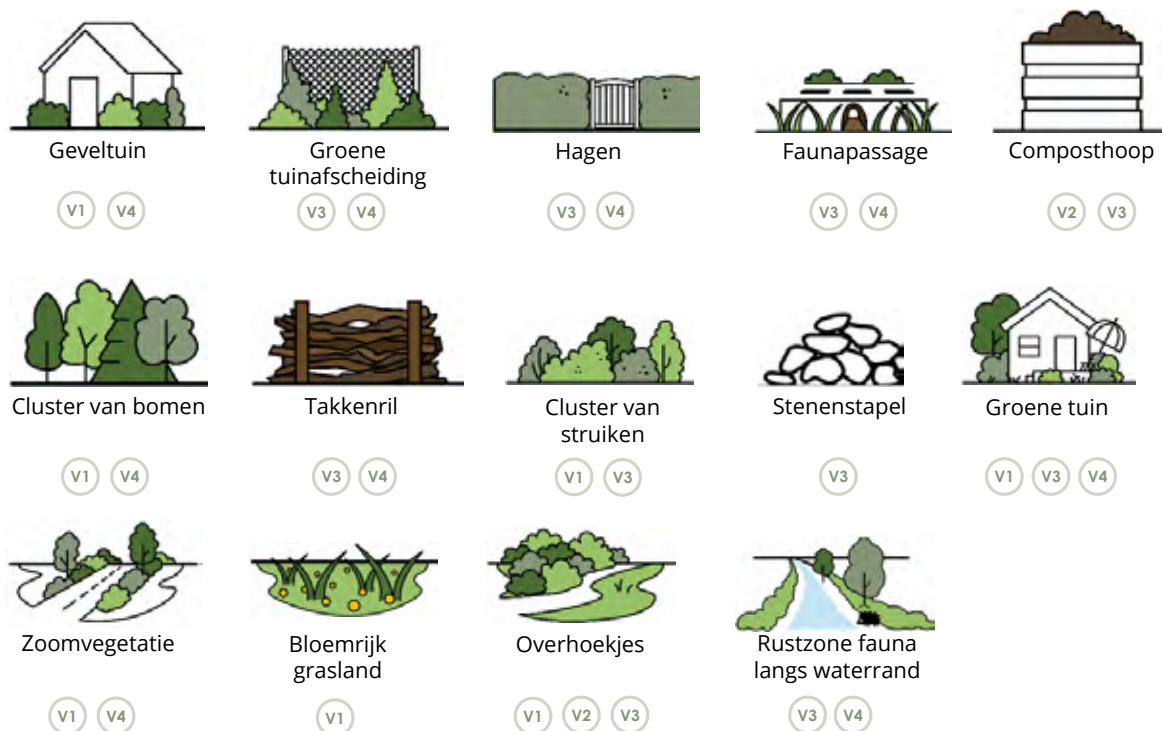 Geveltuin
V1 V4
Groene
tuinafscheiding
V3 V4
Hagen
V3 V4
Faunapassage
V3 V4
Composthoop
V2 V3
Cluster van bomen
V1 V4
Takkenril
V3 V4
Cluster van
struiken
V1 V3
Stenenstapel
V3
Groene tuin
V1 V3 V4
Zoomvegetatie
V1 V4
Bloemrijk
grasland
V1
Overhoekjes
V1 V2 V3
Rustzone fauna
langs waterrand
V3 V4